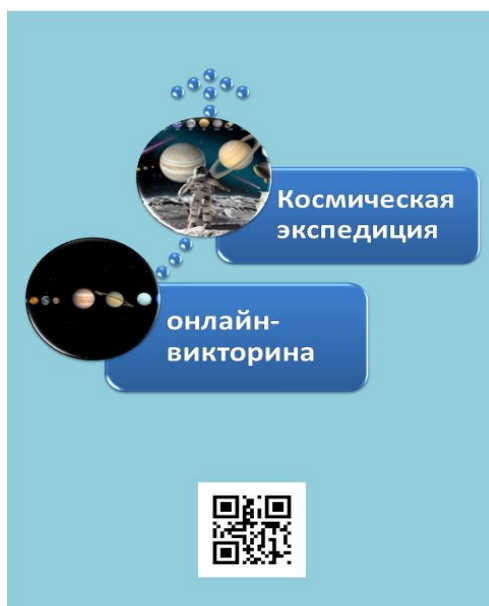 Космическая
экспедиция
онлайн-
викторина